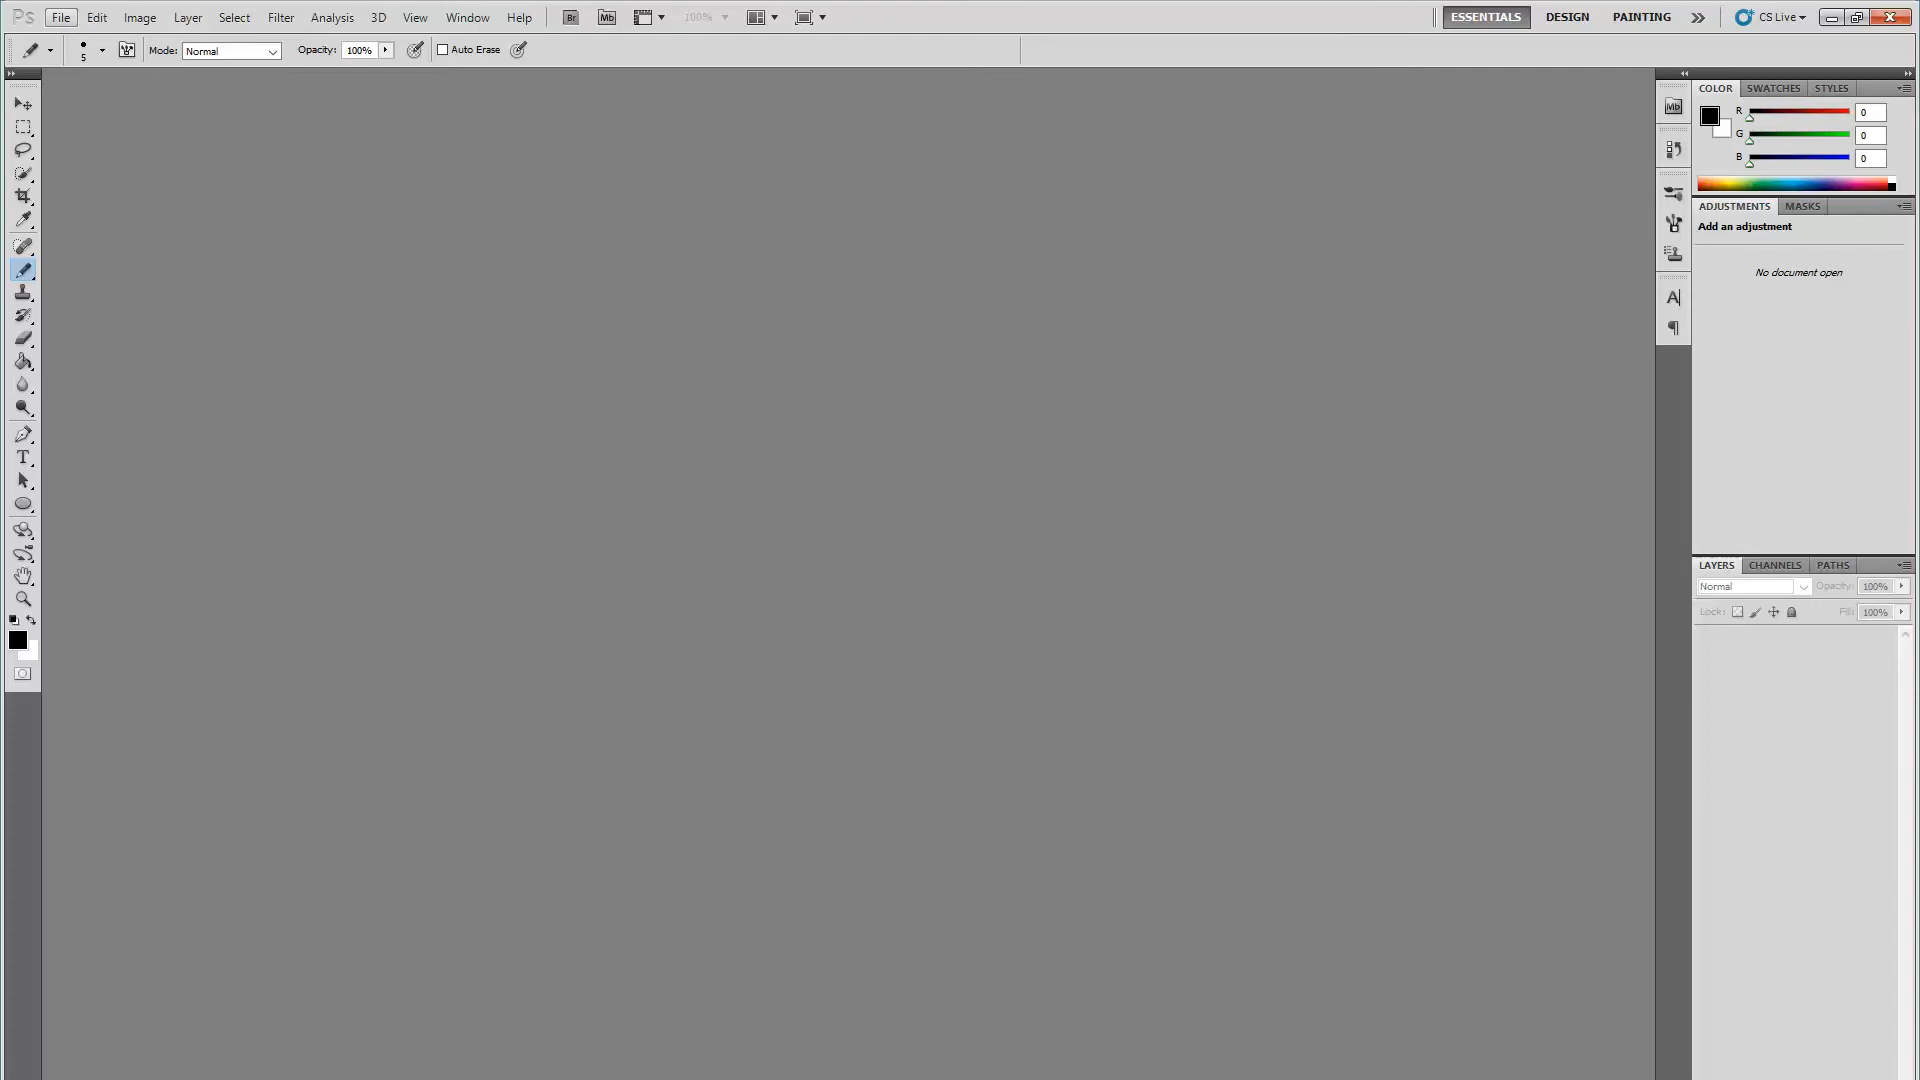 Ps File Edit Image Layer Select Filter Analysis 3D View Window Help Br Mb 100% ESSENTIALS DESIGN PAINTING CS Live
5 Mode: Normal Opacity: 100% Auto Erase
COLOR SWATCHES STYLES
Mb
R 0
G 0
B 0
ADJUSTMENTS MASKS
Add an adjustment
No document open
A
T
LAYERS CHANNELS PATHS
Normal Opacity: 100%
Lock: Fill: 100%